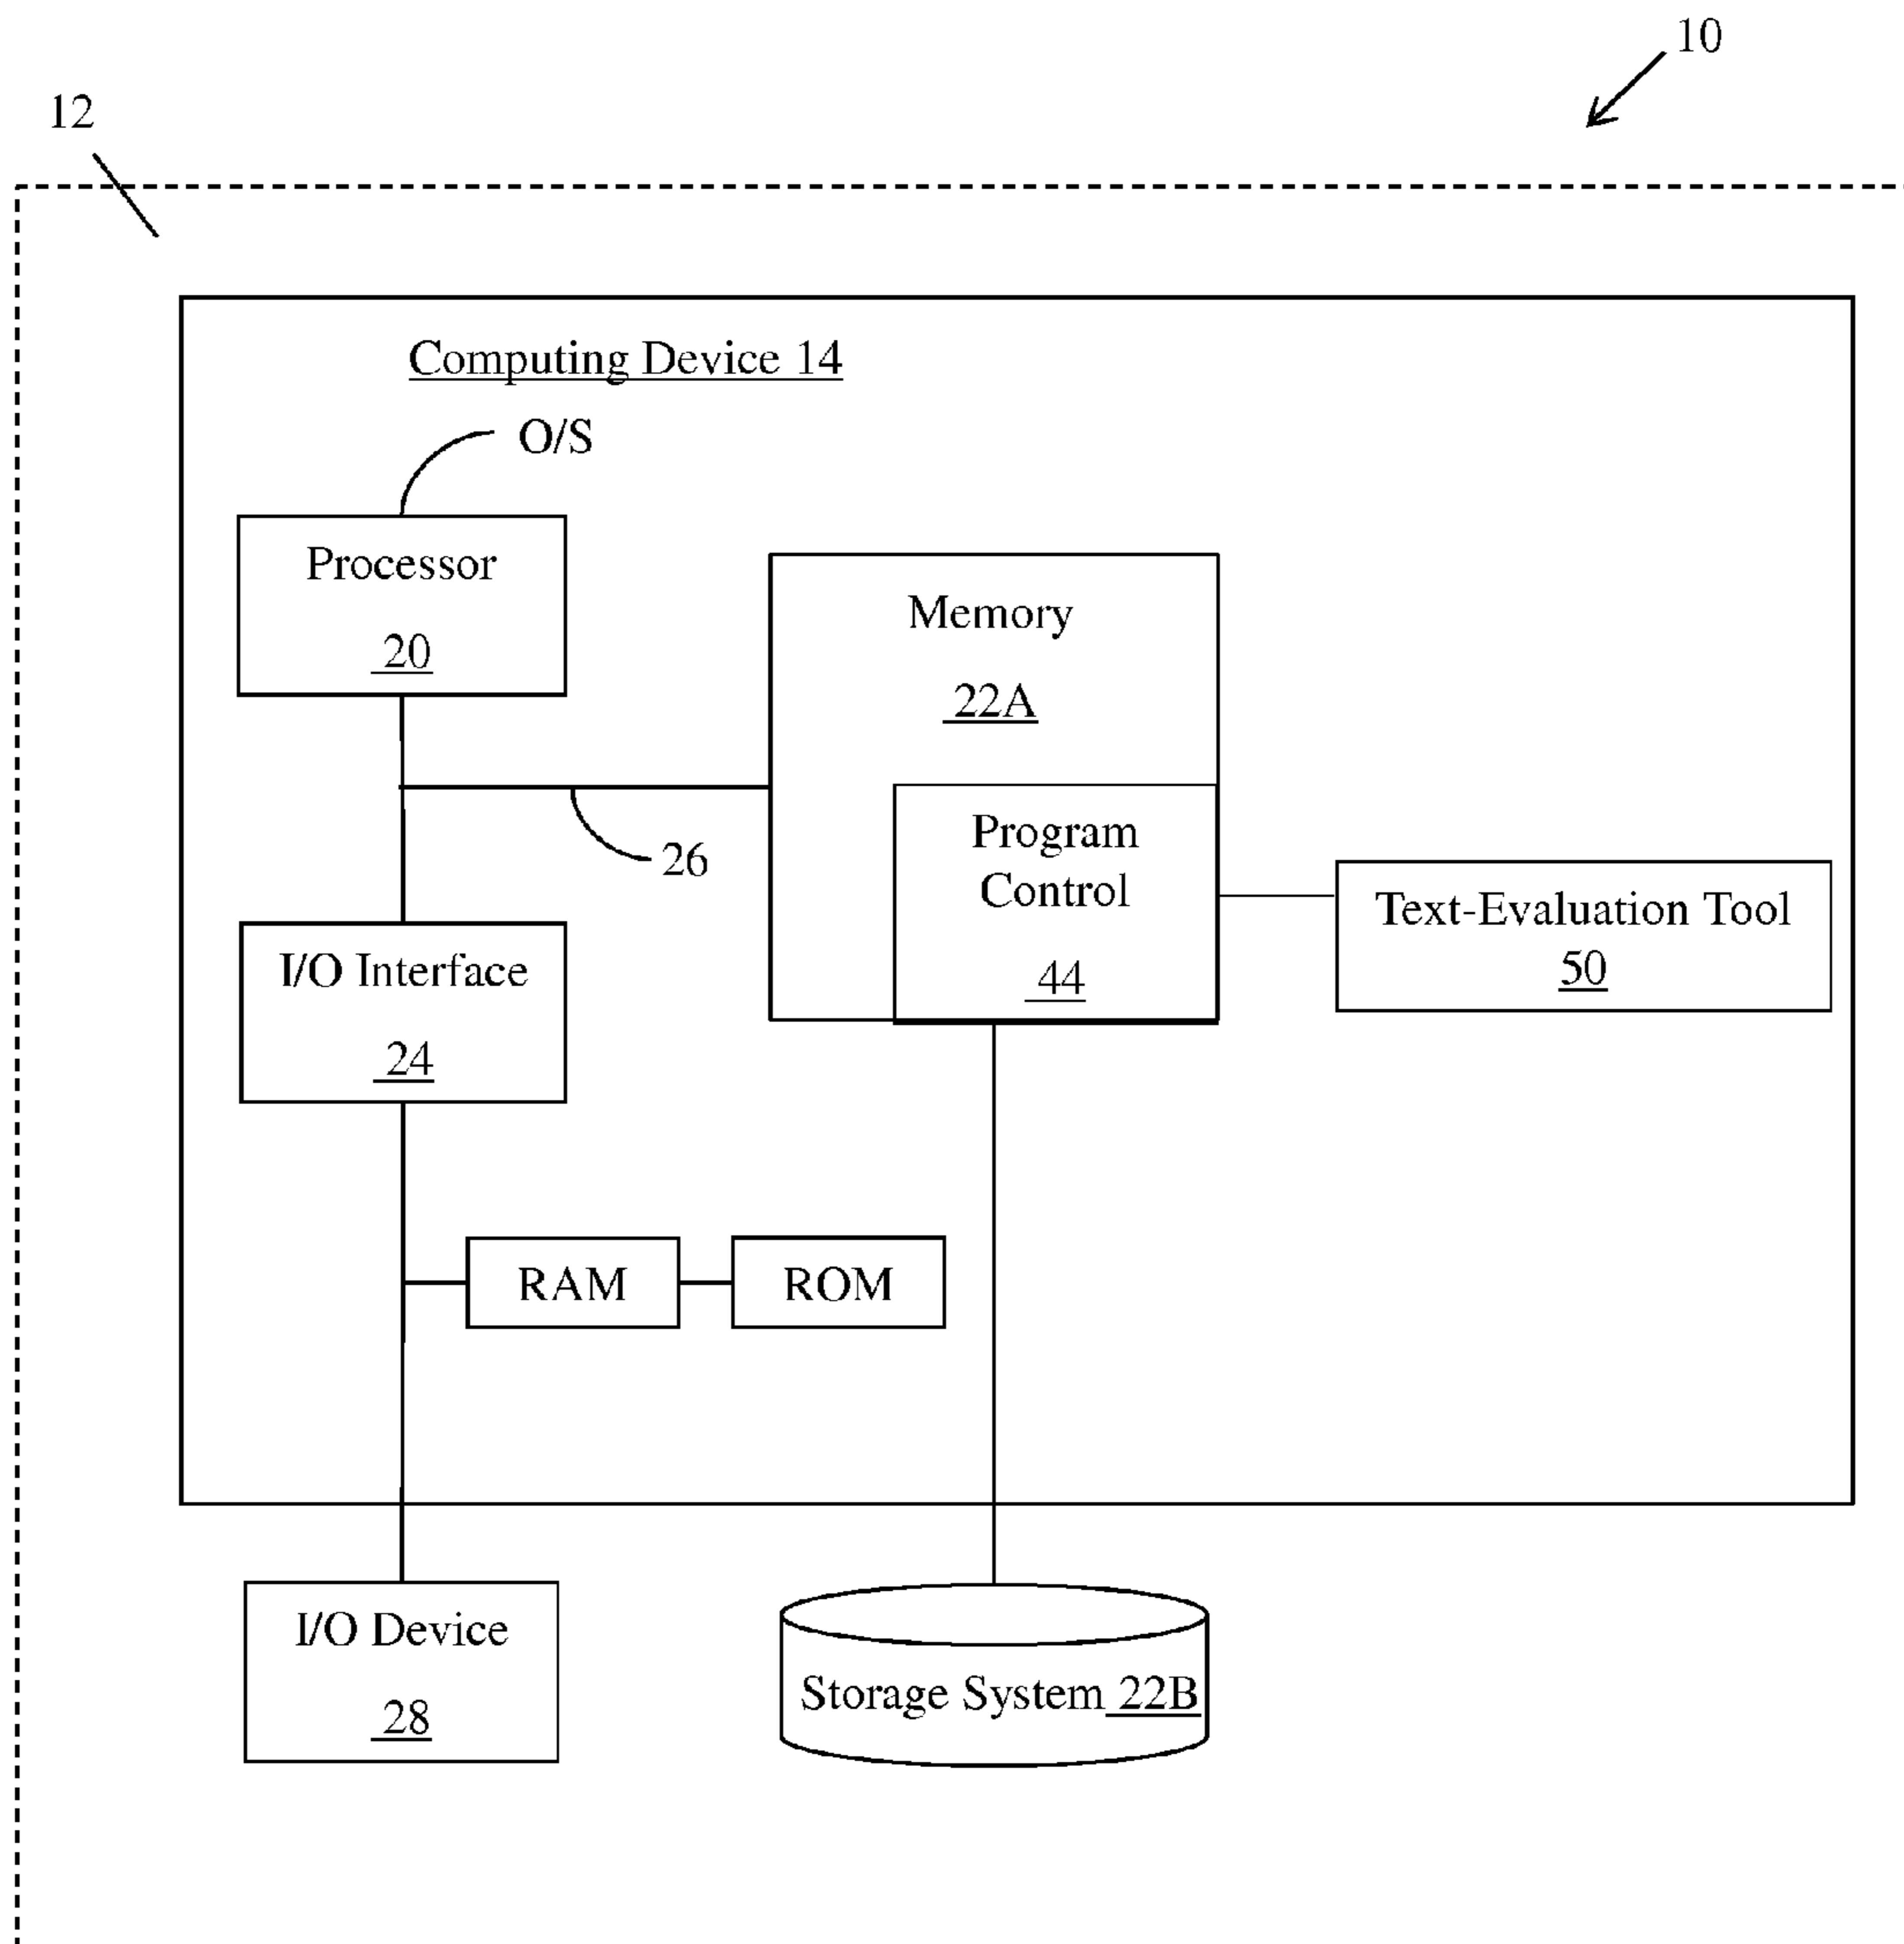 10
12
Computing Device 14
O/S
Processor
20
Memory
22A
26
Program
Control
44
Text-Evaluation Tool
50
I/O Interface
24
RAM
ROM
I/O Device
28
Storage System 22B